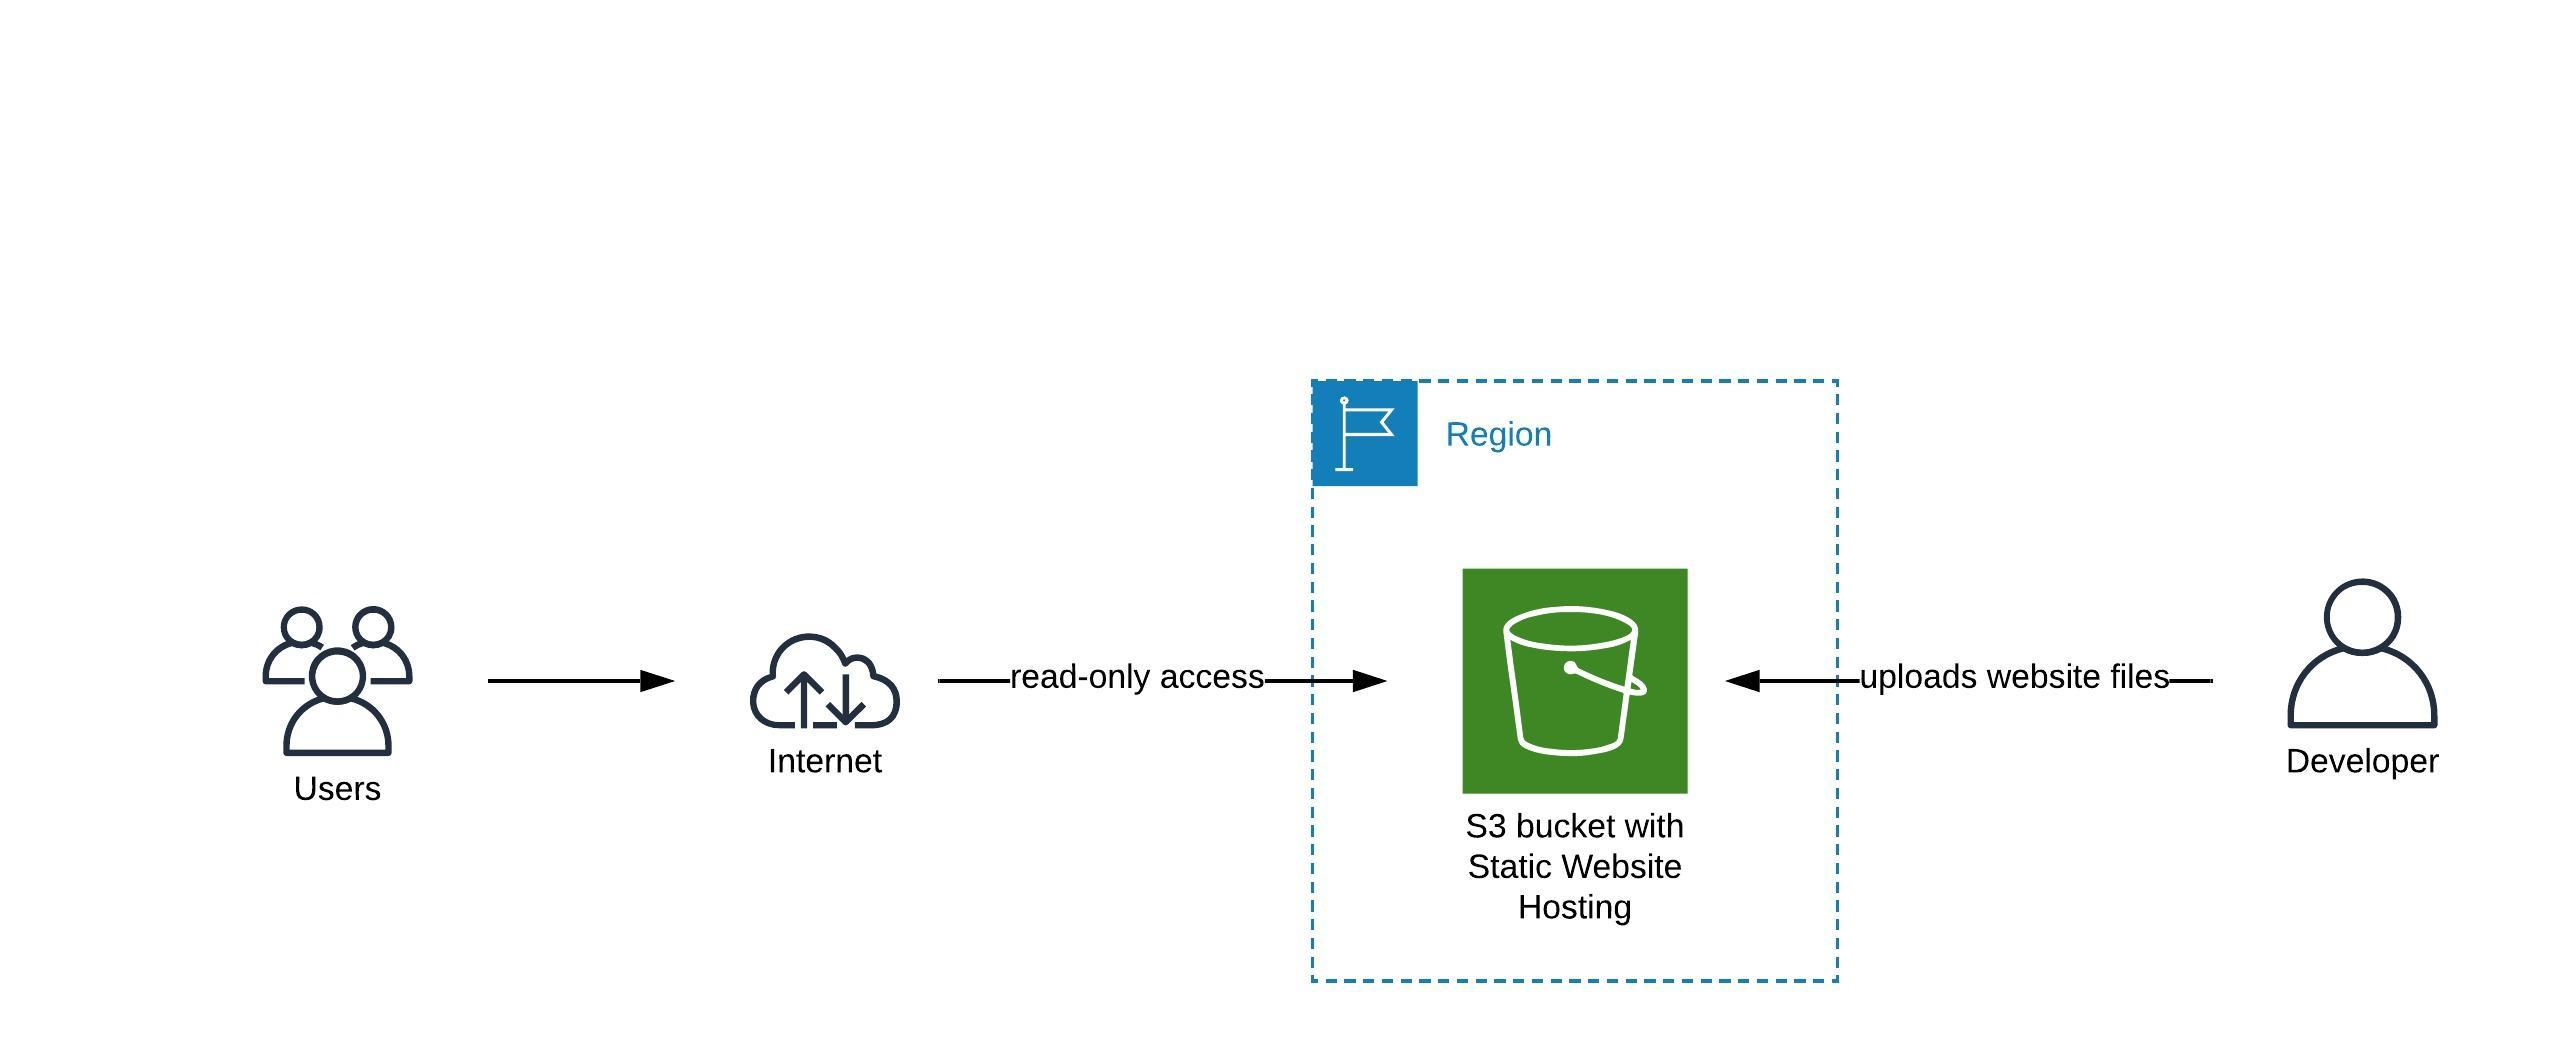 Region
read-only access
uploads website files
Internet
Developer
Users
S3 bucket with
Static Website
Hosting